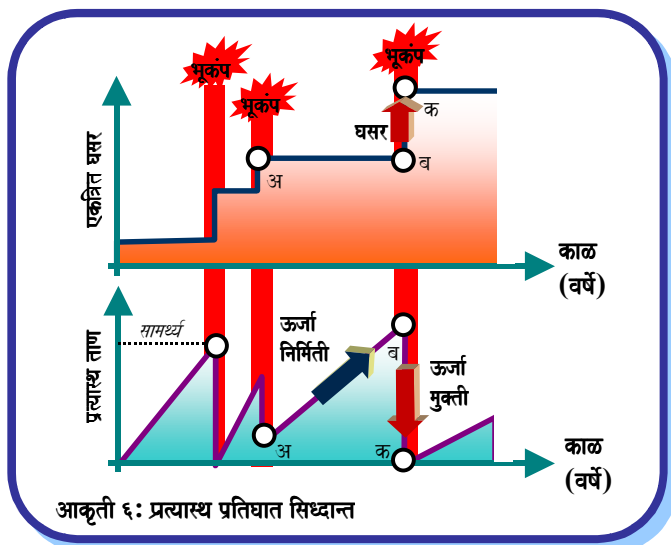 भूकंप
भूकंप
भूकंप
एकत्रित घसर
घसर
अ
ब
क
काळ
(वर्षे)
प्रत्यास्थ ताण
सामर्थ्य
ऊर्जा
निर्मिती
अ
ब
क
ऊर्जा
मुक्ती
काळ
(वर्षे)
आकृती ६: प्रत्यास्थ प्रतिघात सिध्दान्त